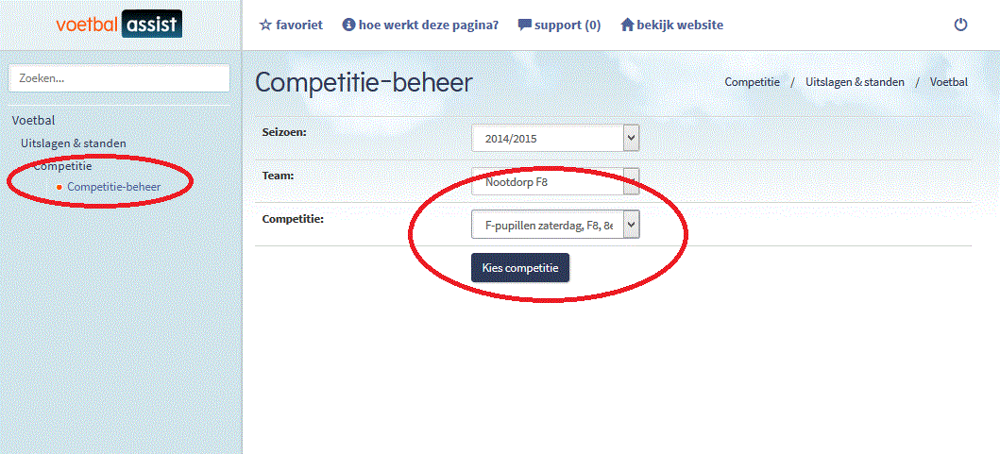 voetbal assist
favoriet hoe werkt deze pagina? support (0) bekijk website
Zoeken...
Voetbal
Uitslagen & standen
Competitie
Competitie-beheer
Competitie-beheer
Competitie / Uitslagen & standen / Voetbal
Seizoen: 2014/2015
Team: Nootdorp F8
Competitie: F-pupillen zaterdag, F8, 8e
Kies competitie